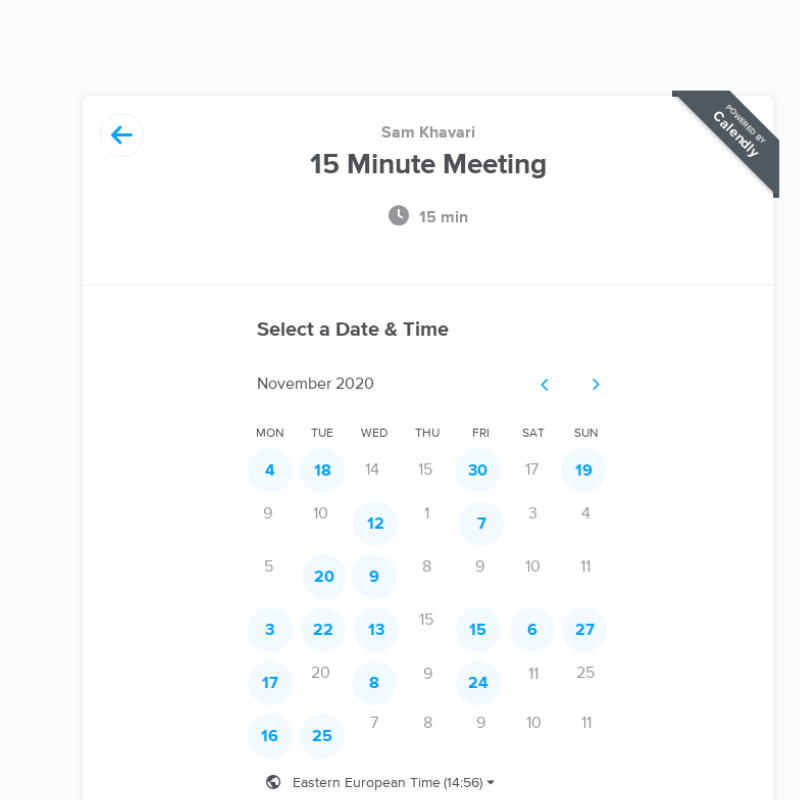 POWERED BY
Calendly
Sam Khavari
15 Minute Meeting
15 min
Select a Date & Time
November 2020
MON TUE WED THU FRI SAT SUN
4 18 14 15 30 17 19
9 10 12 1 7 3 4
5 20 9 8 9 10 11
3 22 13 15 15 6 27
17 20 8 9 24 11 25
16 25 7 8 9 10 11
Eastern European Time (14:56)